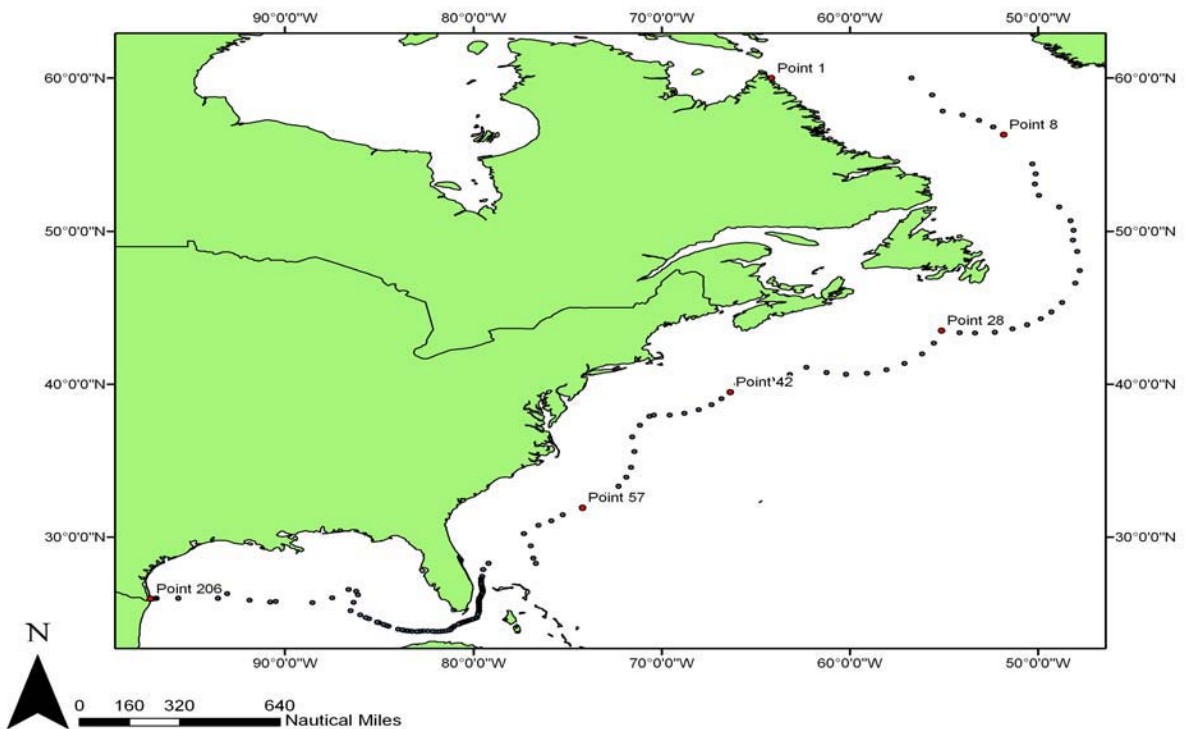 90°0'0"W 80°0'0"W 70°0'0"W 60°0'0"W 50°0'0"W
60°0'0"N Point 1 60°0'0"N
Point 8
50°0'0"N 50°0'0"N
Point 28
40°0'0"N Point 42 40°0'0"N
Point 57
30°0'0"N 30°0'0"N
Point 206
90°0'0"W 80°0'0"W 70°0'0"W 60°0'0"W 50°0'0"W
N
0 160 320 640
Nautical Miles